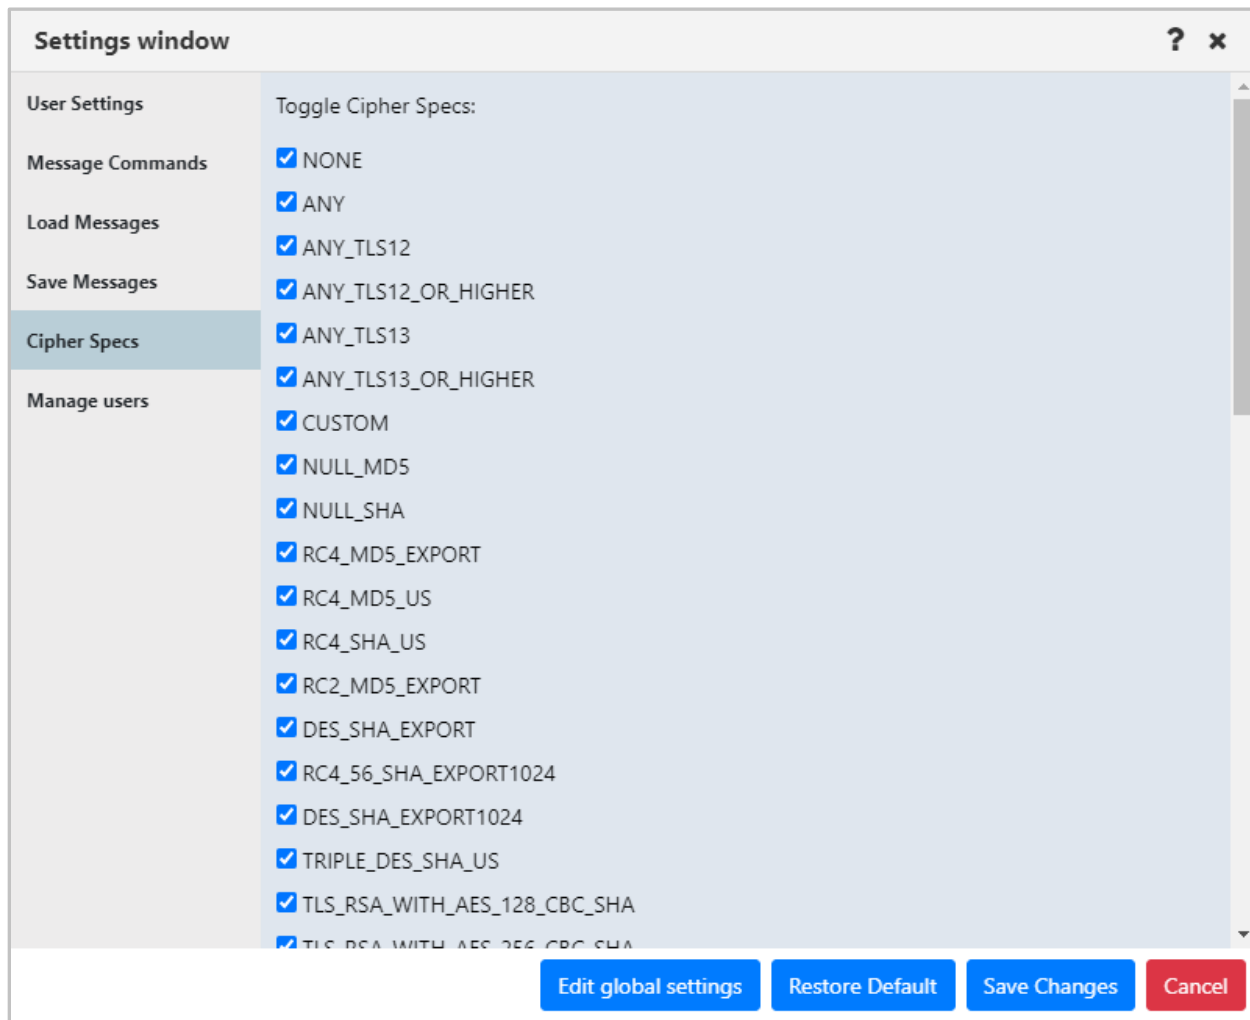 Settings window
?
User Settings
Message Commands
Load Messages
Save Messages
Cipher Specs
Manage users
Toggle Cipher Specs:
NONE
ANY
ANY_TLS12
ANY_TLS12_OR_HIGHER
ANY_TLS13
ANY_TLS13_OR_HIGHER
CUSTOM
NULL_MD5
NULL_SHA
RC4_MD5_EXPORT
RC4_MD5_US
RC4_SHA_US
RC2_MD5_EXPORT
DES_SHA_EXPORT
RC4_56_SHA_EXPORT1024
DES_SHA_EXPORT1024
TRIPLE_DES_SHA_US
TLS_RSA_WITH_AES_128_CBC_SHA
TLS_RSA_WITH_AES_256_CBC_SHA
Edit global settings
Restore Default
Save Changes
Cancel